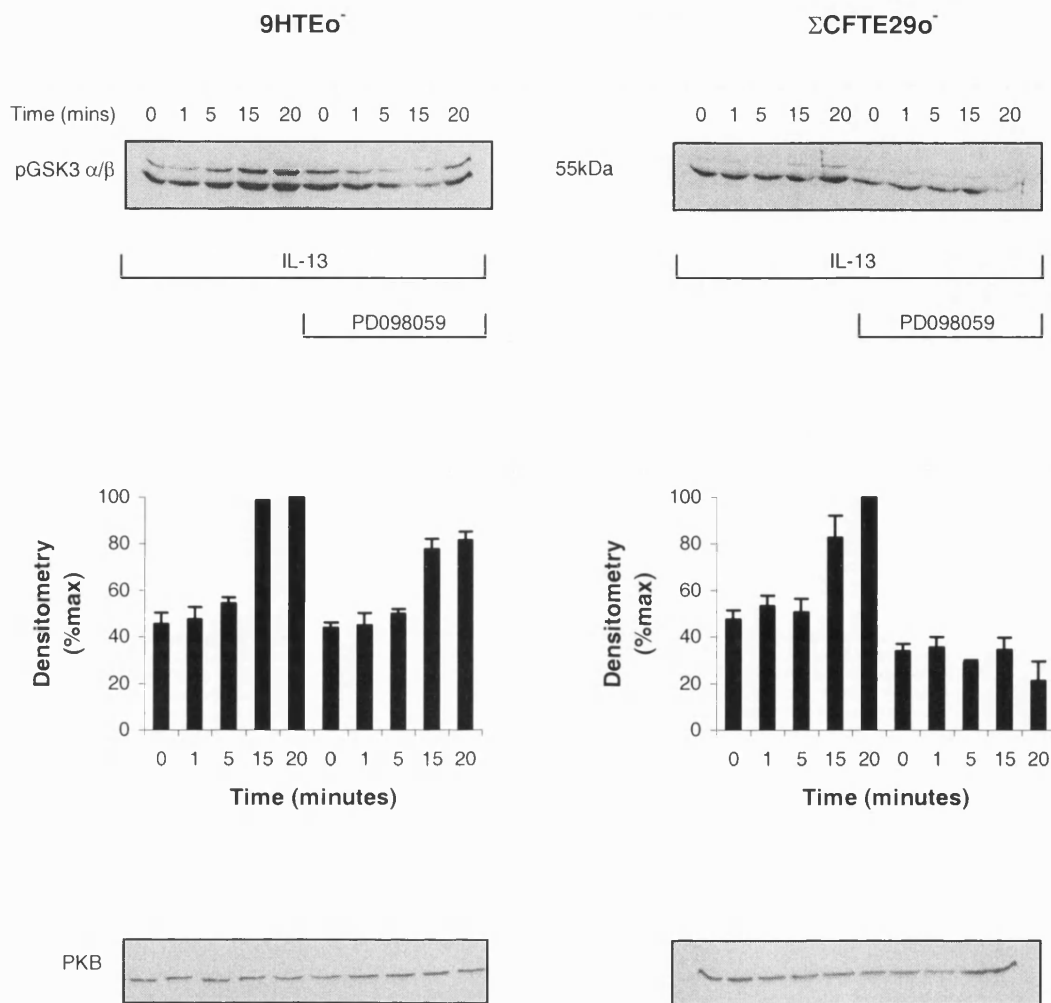 9HTEo-
ΣCFTE29o-
Time (mins) 0 1 5 15 20 0 1 5 15 20
0 1 5 15 20 0 1 5 15 20
pGSK3 α/β
55kDa
IL-13
IL-13
PD098059
PD098059
Densitometry
(%max)
100
80
60
40
20
0
0 1 5 15 20 0 1 5 15 20
Time (minutes)
Densitometry
(%max)
100
80
60
40
20
0
0 1 5 15 20 0 1 5 15 20
Time (minutes)
PKB